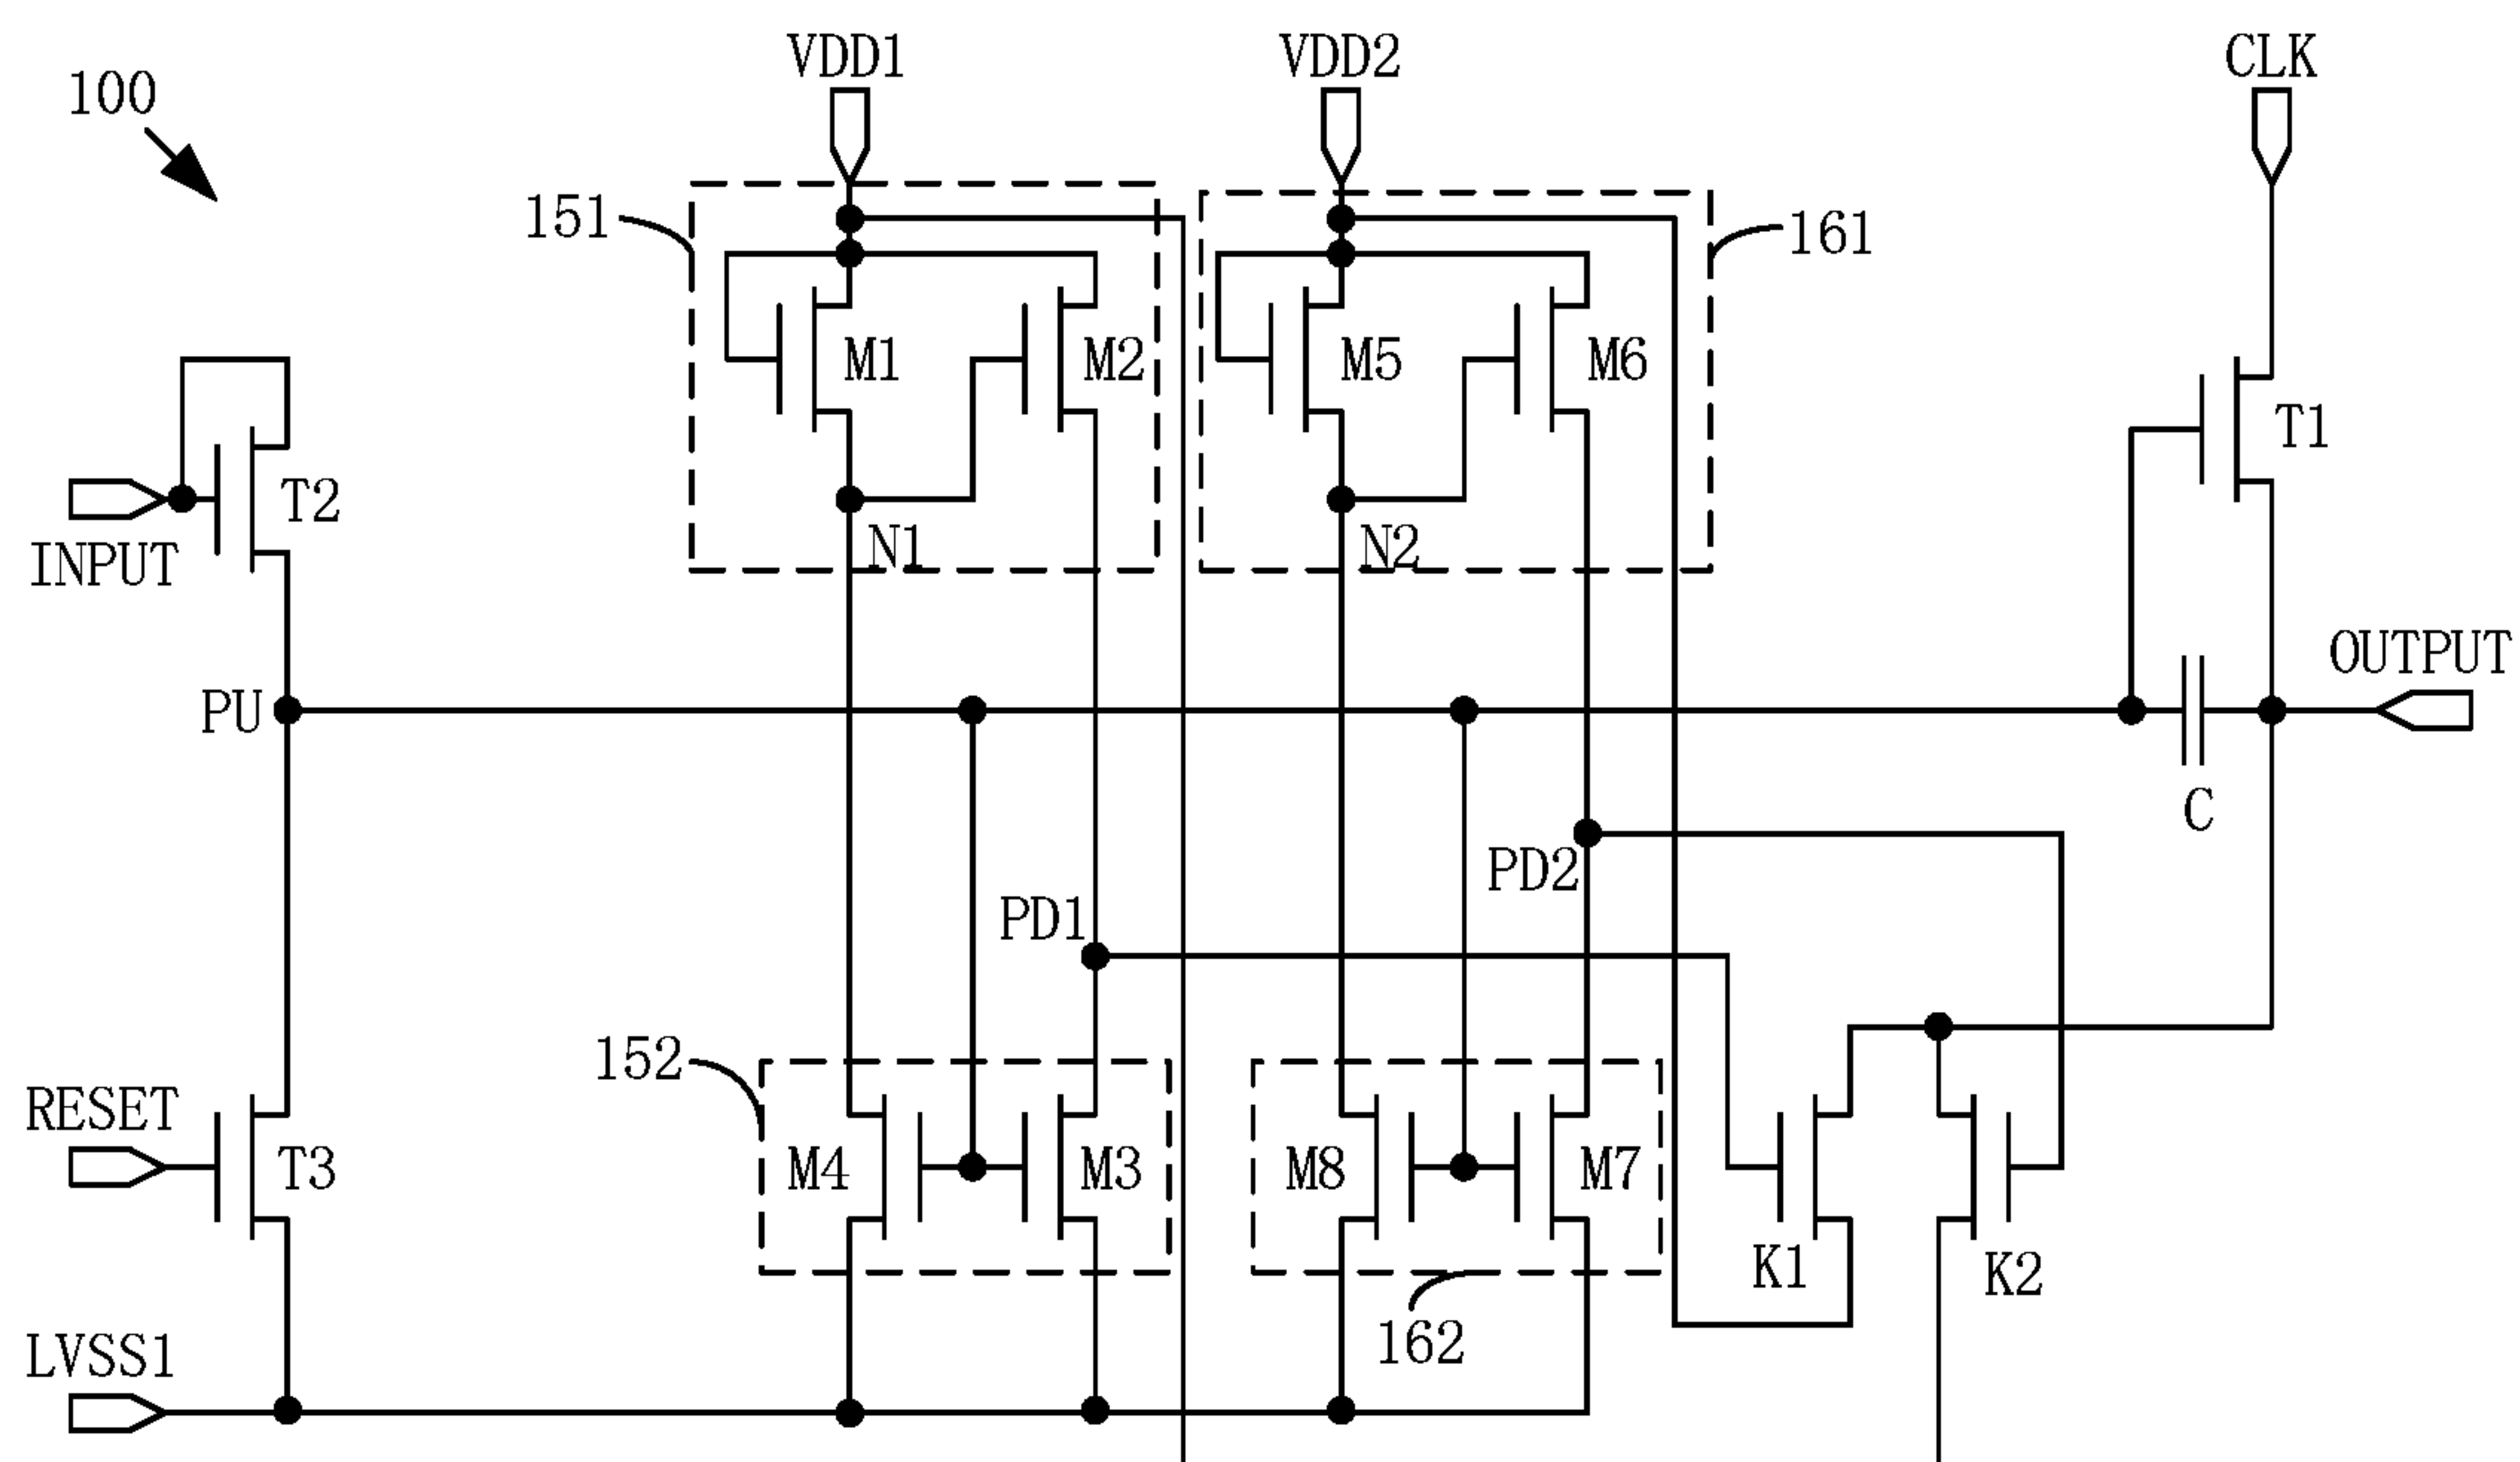 VDD1
VDD2
CLK
100
151
161
M1
M2
M5
M6
T1
T2
INPUT
N1
N2
OUTPUT
PU
C
PD2
PD1
152
RESET
T3
M4
M3
M8
M7
K1
K2
162
LVSS1